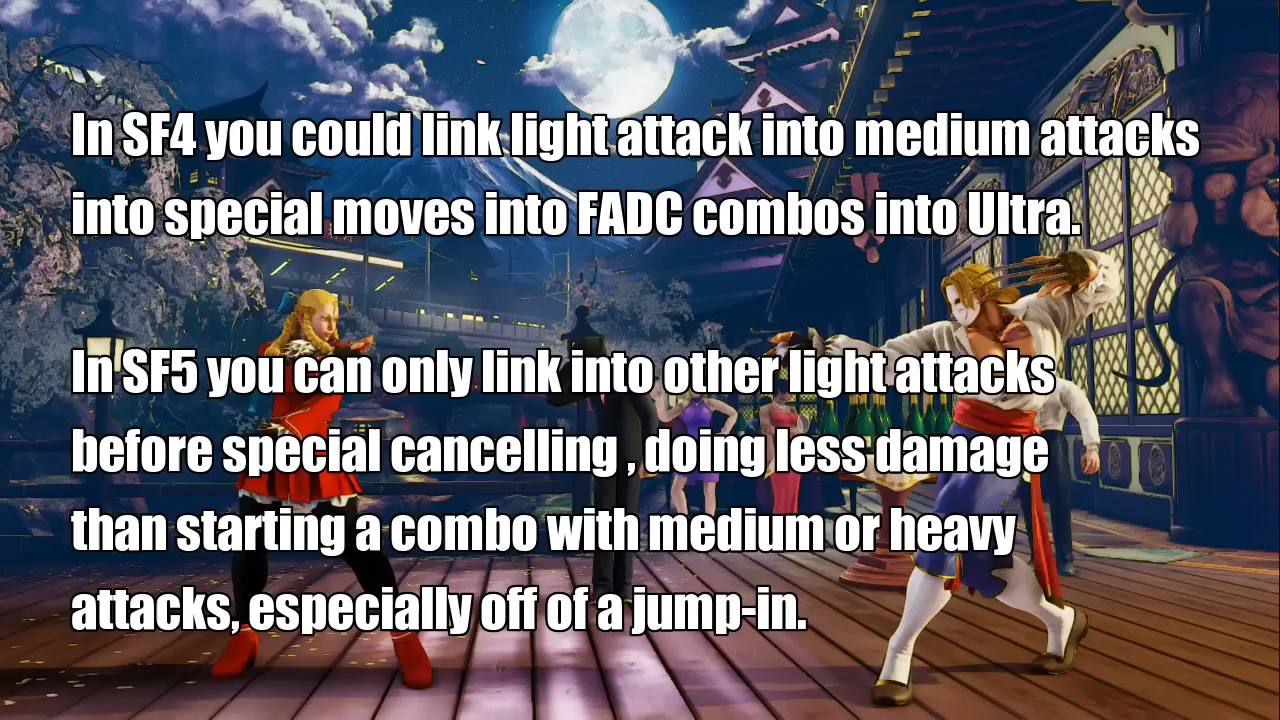 In SF4 you could link light attack into medium attacks
into special moves into FADC combos into Ultra.
In SF5 you can only link into other light attacks
before special cancelling , doing less damage
than starting a combo with medium or heavy
attacks, especially off of a jump-in.